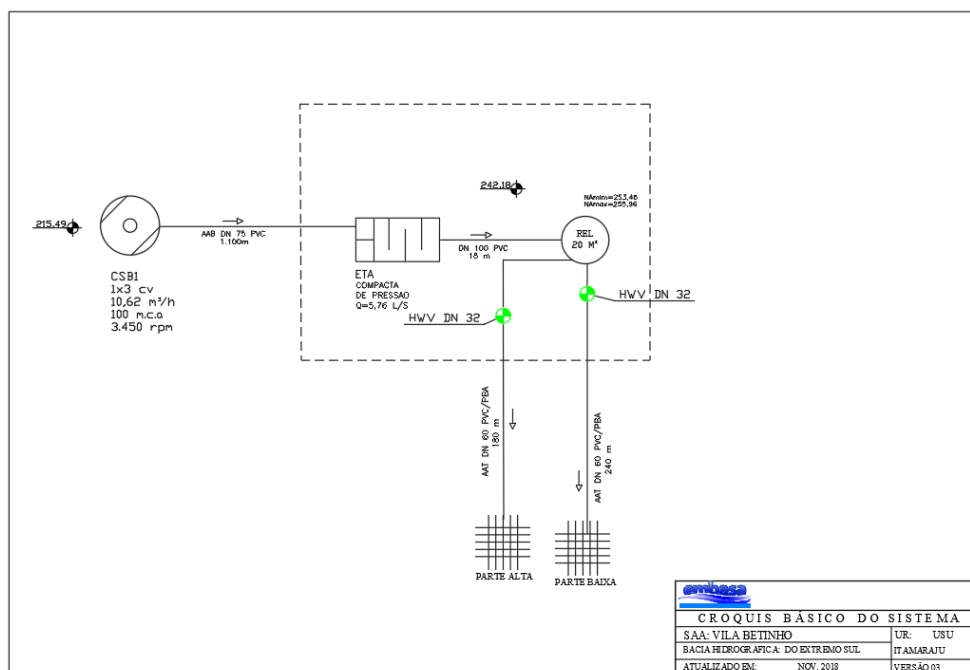 215.49
CSB1
1x3 cv
10,62 m³/h
100 m.c.a
3.450 rpm
AAB DN 75 PVC
1.100m
ETA
COMPACTA
DE PRESSAO
Q=5,76 L/S
242.18
DN 100 PVC
18 m
NAmin=253,46
NAmax=255,96
REL
20 M³
HWV DN 32
HWV DN 32
AAT DN 60 PVC/PBA
180 m
AAT DN 60 PVC/PBA
240 m
PARTE ALTA
PARTE BAIXA
embasa
CROQUIS BÁSICO DO SISTEMA
SAA: VILA BETINHO
UR: USU
BACIA HIDROGRÁFICA: DO EXTREMO SUL
ITAMARAJU
ATUALIZADO EM: NOV, 2018
VERSÃO 03